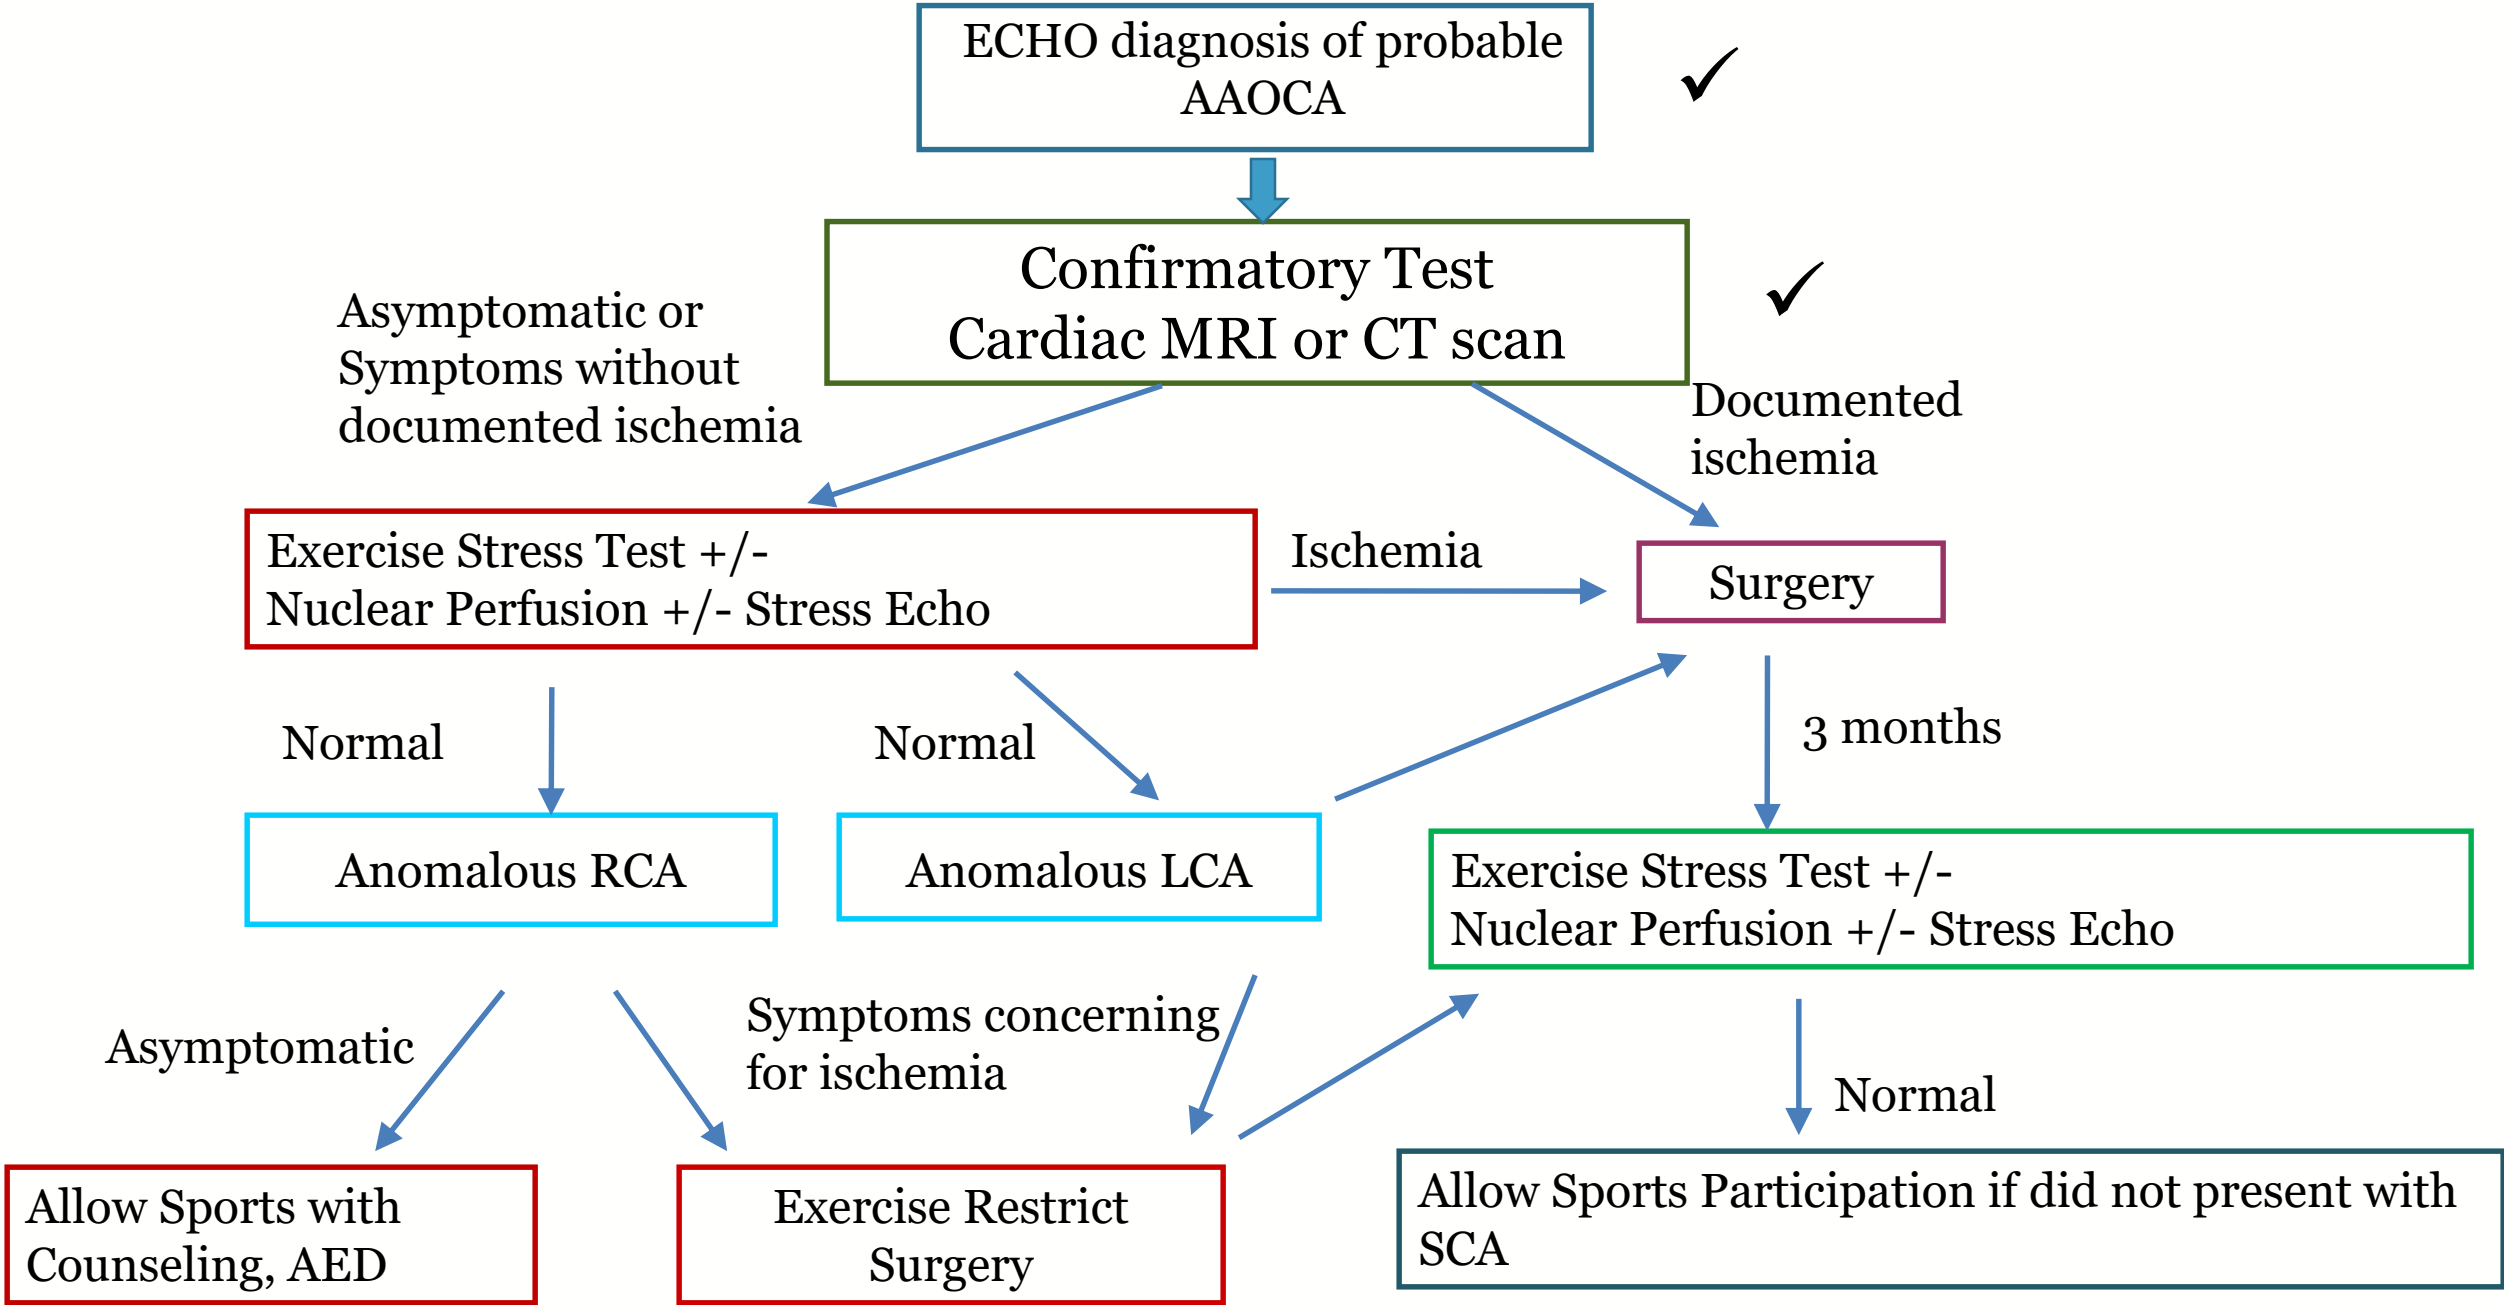 ECHO diagnosis of probable
AAOCA
Confirmatory Test
Cardiac MRI or CT scan
Asymptomatic or
Symptoms without
documented ischemia
Documented
ischemia
Exercise Stress Test +/-
Nuclear Perfusion +/- Stress Echo
Ischemia
Surgery
Normal
Normal
3 months
Anomalous RCA
Anomalous LCA
Exercise Stress Test +/-
Nuclear Perfusion +/- Stress Echo
Asymptomatic
Symptoms concerning
for ischemia
Normal
Allow Sports with
Counseling, AED
Exercise Restrict
Surgery
Allow Sports Participation if did not present with
SCA